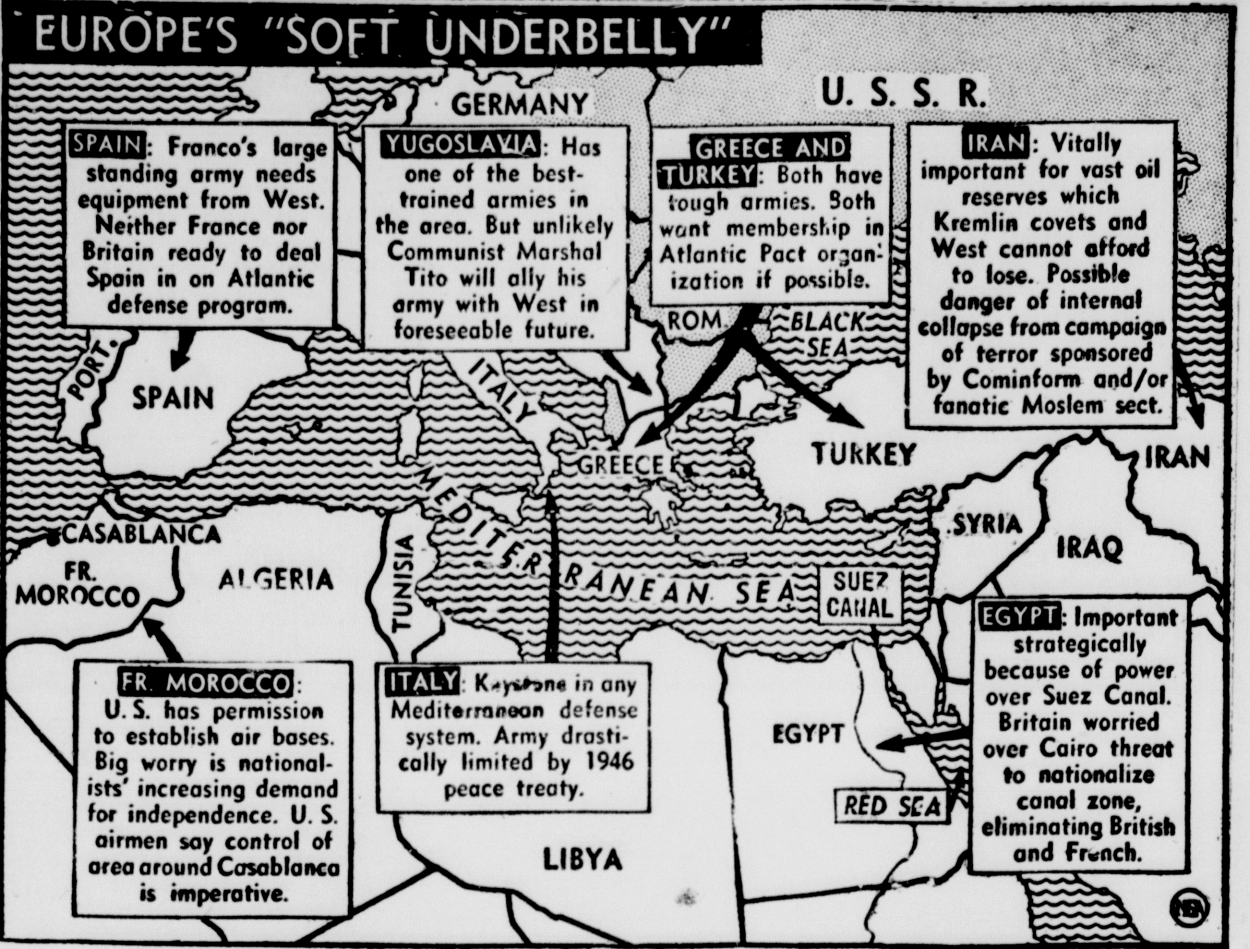 EUROPE'S "SOFT UNDERBELLY"
GERMANY
U. S. S. R.
SPAIN: Franco's large
standing army needs
equipment from West.
Neither France nor
Britain ready to deal
Spain in on Atlantic
defense program.
YUGOSLAVIA: Has
one of the best-
trained armies in
the area. But unlikely
Communist Marshal
Tito will ally his
army with West in
foreseeable future.
GREECE AND
TURKEY: Both have
tough armies. Both
want membership in
Atlantic Pact organ-
ization if possible.
IRAN: Vitally
important for vast oil
reserves which
Kremlin covets and
West cannot afford
to lose. Possible
danger of internal
collapse from campaign
of terror sponsored
by Cominform and/or
fanatic Moslem sect.
ROM.
BLACK
SEA
PORT.
SPAIN
ITALY
GREECE
TURKEY
IRAN
MEDITERRANEAN SEA
CASABLANCA
FR.
MOROCCO
ALGERIA
TUNISIA
SYRIA
IRAQ
SUEZ
CANAL
FR. MOROCCO:
U. S. has permission
to establish air bases.
Big worry is national-
ists' increasing demand
for independence. U. S.
airmen say control of
area around Casablanca
is imperative.
ITALY: Keystone in any
Mediterranean defense
system. Army drasti-
cally limited by 1946
peace treaty.
EGYPT
RED SEA
LIBYA
EGYPT: Important
strategically
because of power
over Suez Canal.
Britain worried
over Cairo threat
to nationalize
canal zone,
eliminating British
and French.
NEA